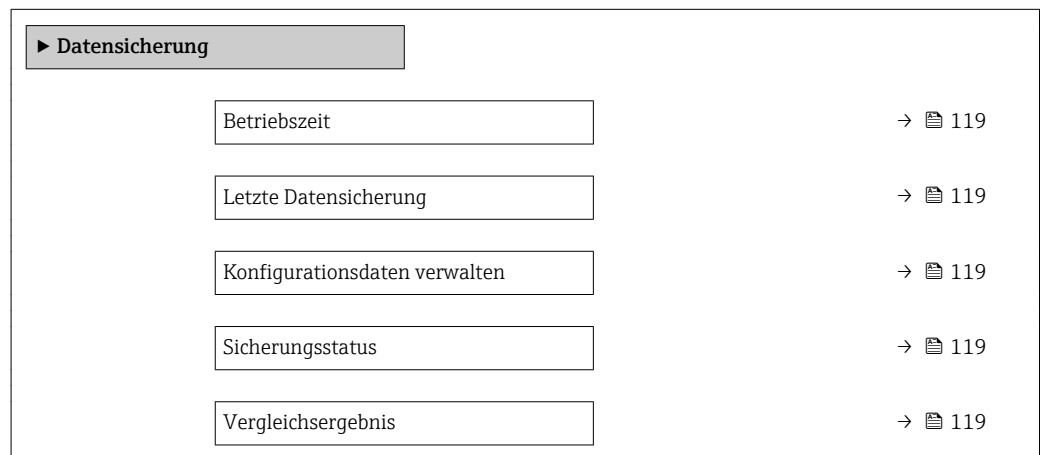 ▶ Datensicherung
Betriebszeit → 119
Letzte Datensicherung → 119
Konfigurationsdaten verwalten → 119
Sicherungsstatus → 119
Vergleichsergebnis → 119